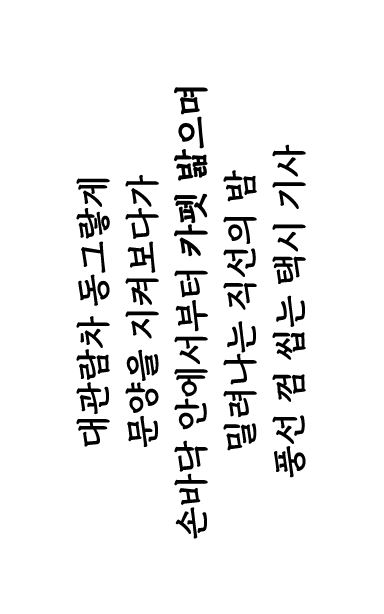 대관람차 동그랗게
문양을 지켜보다가
손바닥 안에서부터 카펫 밟으며
밀려나는 직선의 밤
풍선 껌 씹는 택시 기사